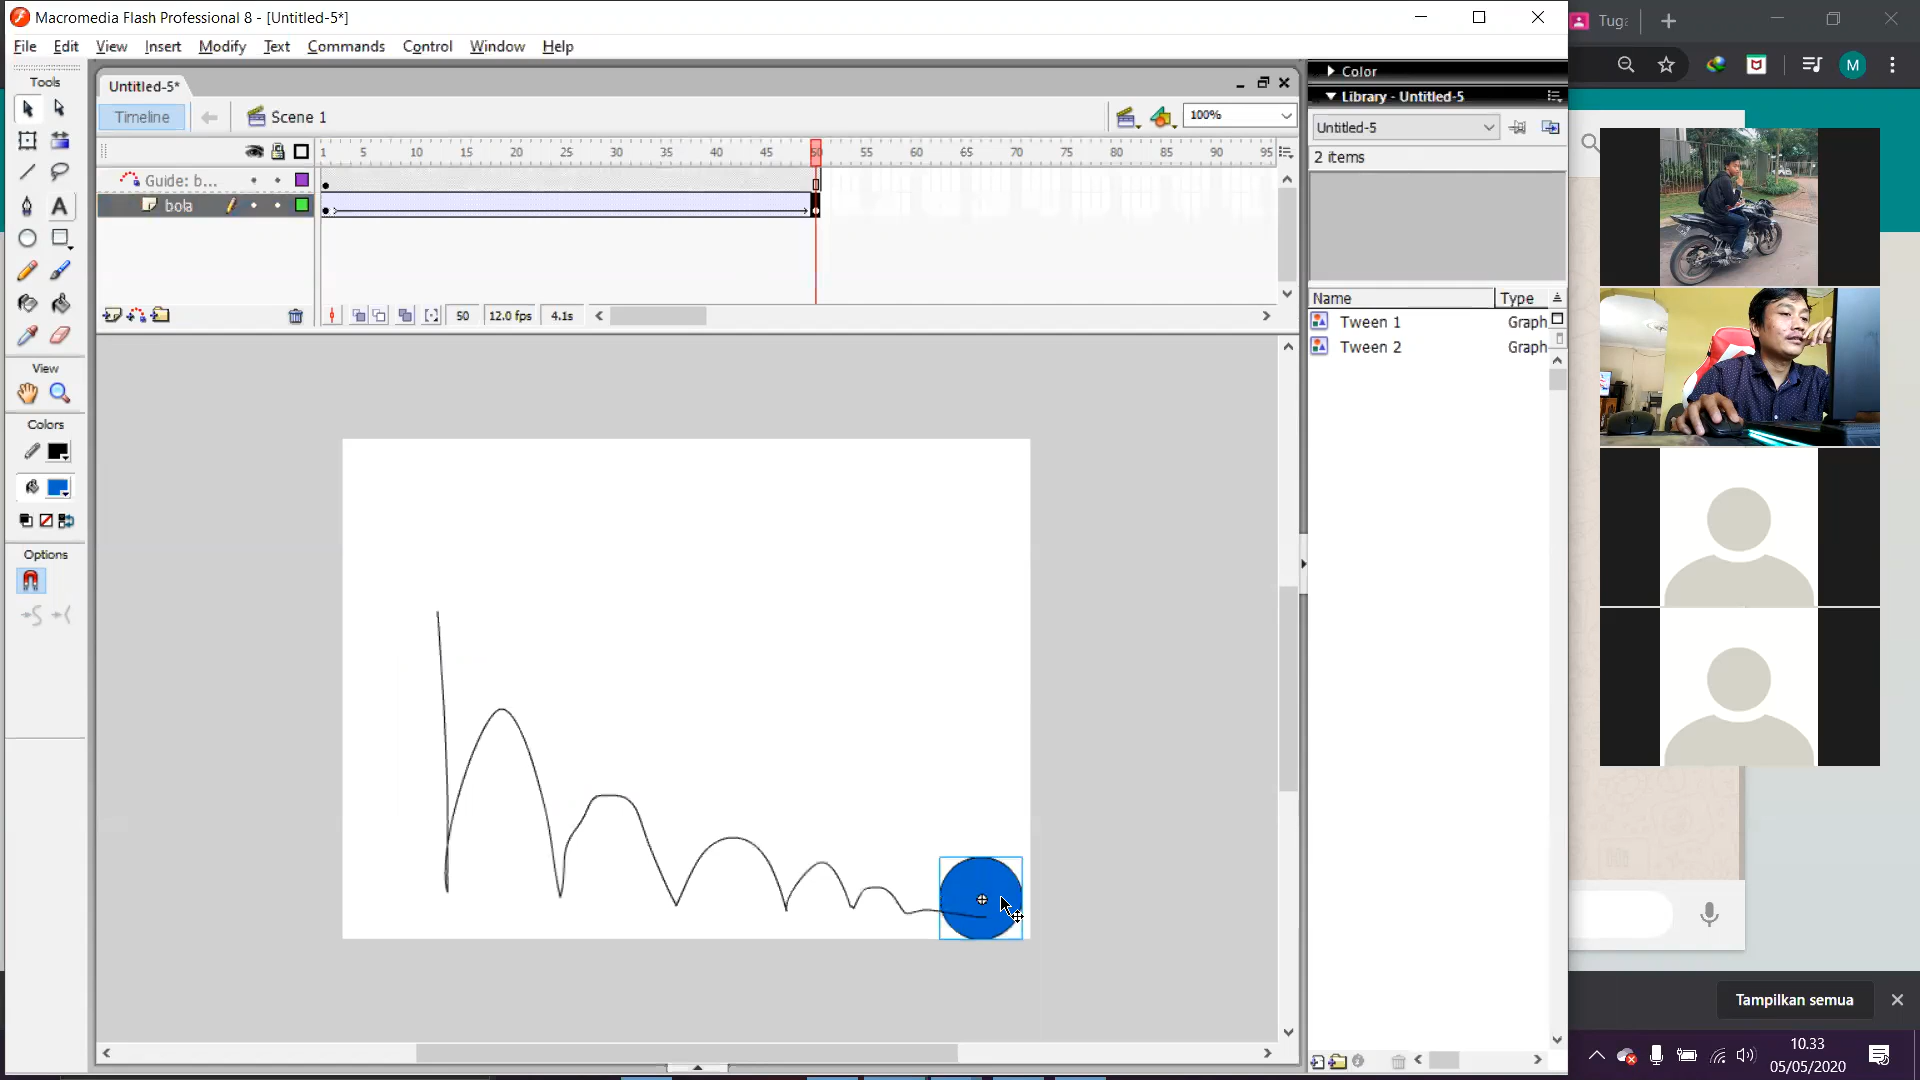 Macromedia Flash Professional 8 - [Untitled-5*]
File Edit View Insert Modify Text Commands Control Window Help
Tools
View
Colors
Options
Untitled-5*
Timeline
Scene 1
100%
1 5 10 15 20 25 30 35 40 45 50 55 60 65 70 75 80 85 90 95
Guide: b...
bola
50 12.0 fps 4.1s
Color
Library - Untitled-5
Untitled-5
2 items
Name Type
Tween 1 Graph
Tween 2 Graph
Tuga
M
Tampilkan semua
10.33
05/05/2020